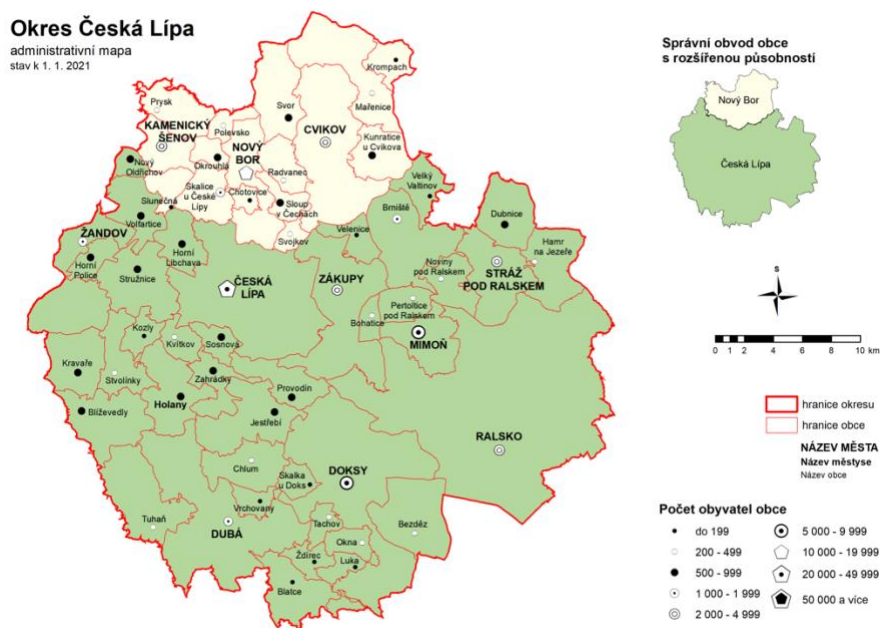 Okres Česká Lípa
administrativní mapa
stav k 1. 1. 2021
Správní obvod obce
s rozšířenou působností
Nový Bor
Česká Lípa
Krompach
Mařenice
Prysk
Svor
Polevsko
KAMENICKÝ
ŠENOV
CVIKOV
NOVÝ
BOR
Kunratice
u Cvikova
Okrouhlá
Nový
Oldřichov
Radvanec
Skalice
u České
Lípy
Chotovice
Velký
Valtinov
Slunečná
Sloup
v Čechách
Brniště
Volfartice
Dubnice
Svojkov
Velenice
ŽANDOV
Hamr
na Jezeře
Horní
Libchava
Noviny
pod Ralskem
Horní
Police
Stružnice
ČESKÁ
LÍPA
ZÁKUPY
STRÁŽ
POD RALSKEM
Pertoltice
pod Ralskem
Bohatice
Kozly
Kvítkov
Sosnová
MIMOŇ
Kravaře
Stvolínky
Zahrádky
Provodín
Blíževedly
Holany
Jestřebí
RALSKO
Chlum
Skalka
u Doks
DOKSY
Vrchovany
Tuhaň
DUBÁ
Tachov
Bezděz
Okna
Ždírec
Luka
Blatce
S
0 1 2 4 6 8 10
km
hranice okresu
hranice obce
NÁZEV MĚSTA
Název městyse
Název obce
Počet obyvatel obce
do 199
200 - 499
500 - 999
1 000 - 1 999
2 000 - 4 999
5 000 - 9 999
10 000 - 19 999
20 000 - 49 999
50 000 a více